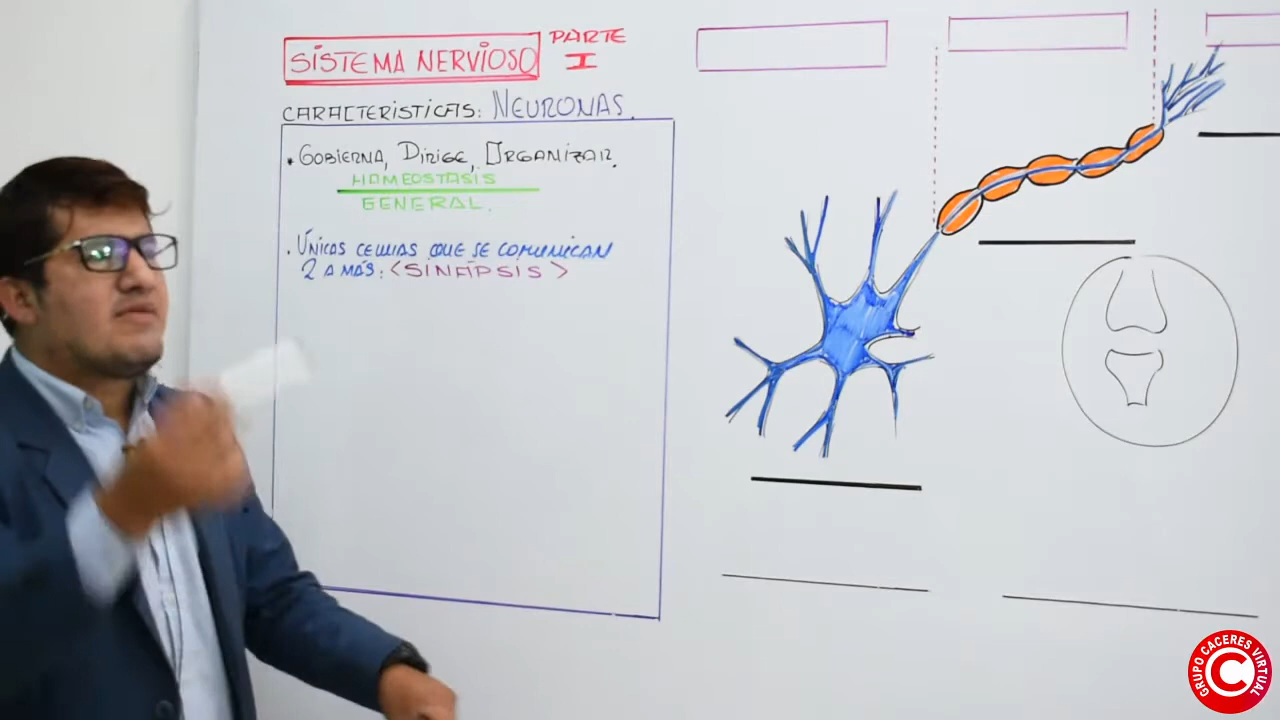 SISTEMA NERVIOSO
PARTE
I
CARACTERISTICAS: NEURONAS.
• GOBIERNA, DIRIGE, ORGANIZAR.
HOMEOSTASIS
GENERAL.
• ÚNICAS CELULAS QUE SE COMUNICAN
2 A MÁS: <SINAPSIS>
GRUPO CACERES VIRTUAL
C